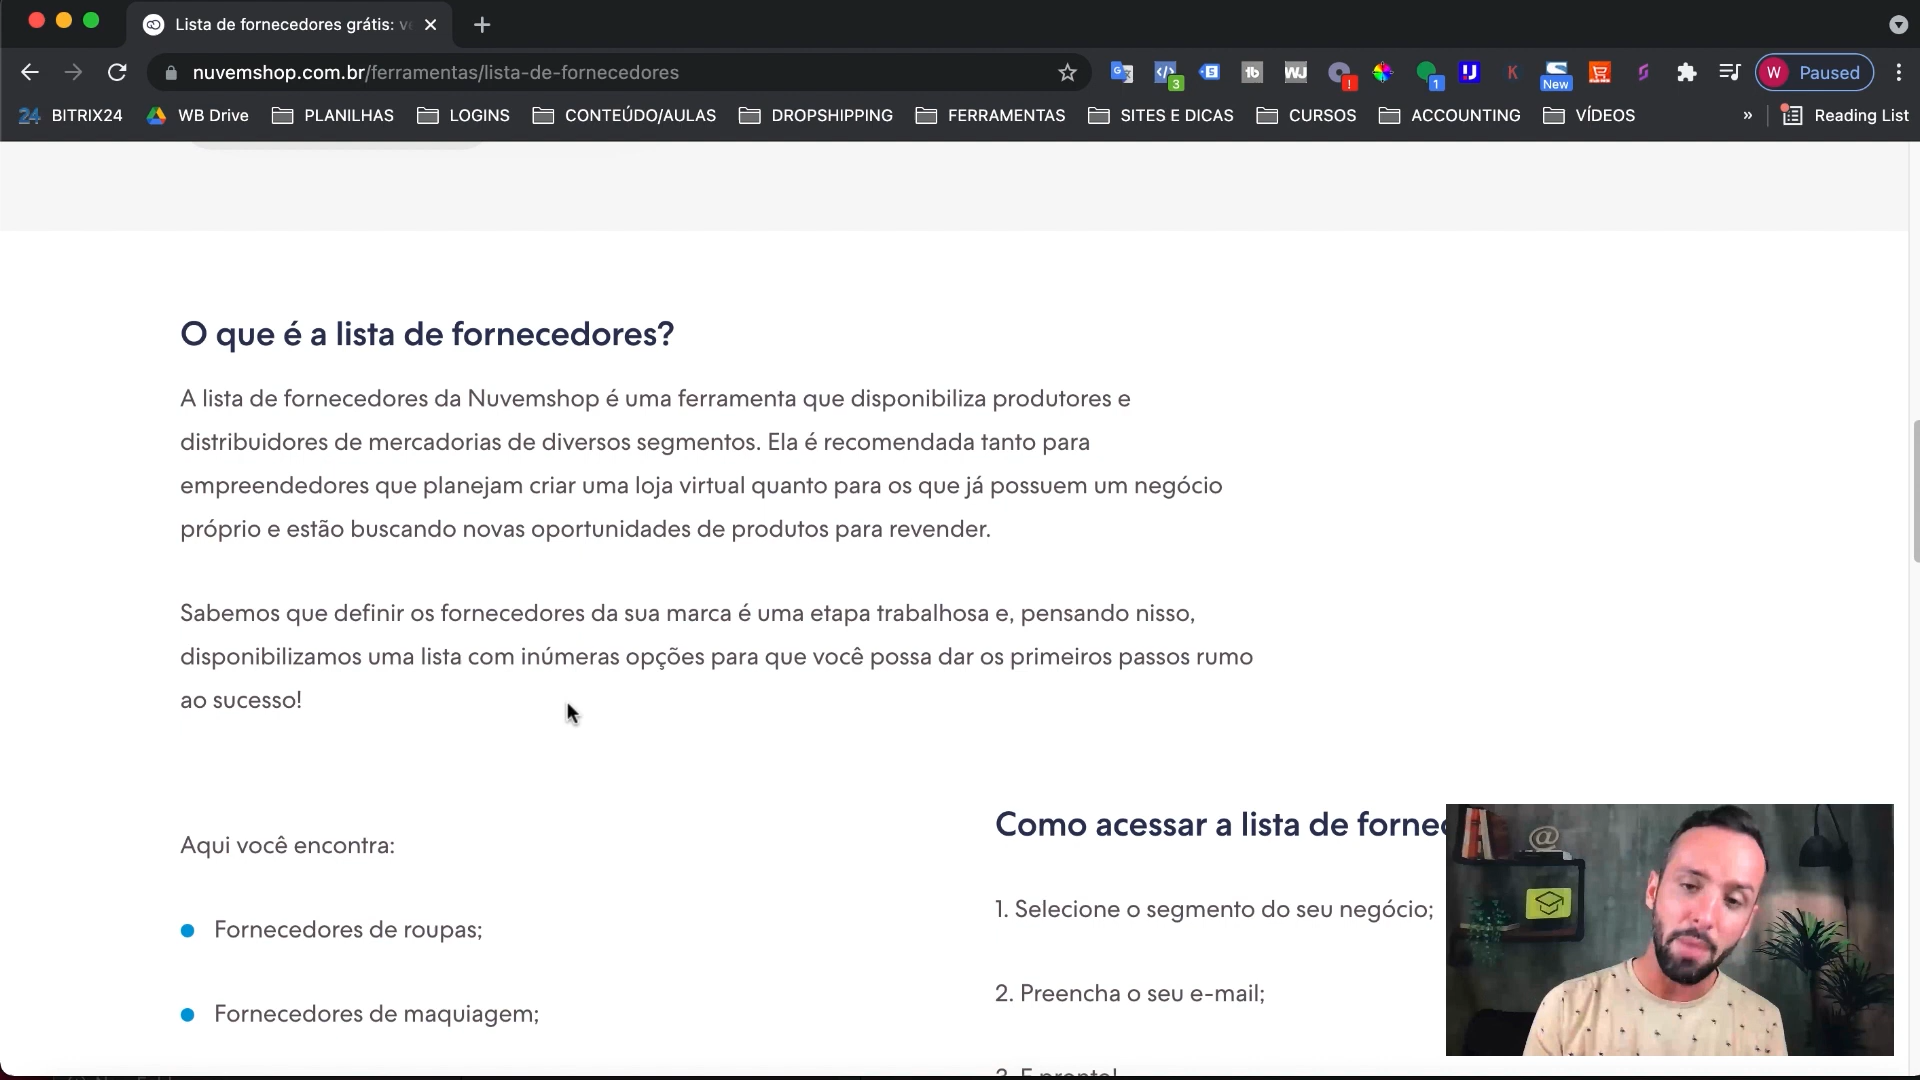 Lista de fornecedores grátis: v
nuvemshop.com.br/ferramentas/lista-de-fornecedores
3
!
1
New
W Paused
24 BITRIX24
WB Drive
PLANILHAS
LOGINS
CONTEÚDO/AULAS
DROPSHIPPING
FERRAMENTAS
SITES E DICAS
CURSOS
ACCOUNTING
VÍDEOS
»
Reading List
O que é a lista de fornecedores?
A lista de fornecedores da Nuvemshop é uma ferramenta que disponibiliza produtores e
distribuidores de mercadorias de diversos segmentos. Ela é recomendada tanto para
empreendedores que planejam criar uma loja virtual quanto para os que já possuem um negócio
próprio e estão buscando novas oportunidades de produtos para revender.
Sabemos que definir os fornecedores da sua marca é uma etapa trabalhosa e, pensando nisso,
disponibilizamos uma lista com inúmeras opções para que você possa dar os primeiros passos rumo
ao sucesso!
Aqui você encontra:
Fornecedores de roupas;
Fornecedores de maquiagem;
Como acessar a lista de forne
1. Selecione o segmento do seu negócio;
2. Preencha o seu e-mail;
3. E pronto!
@